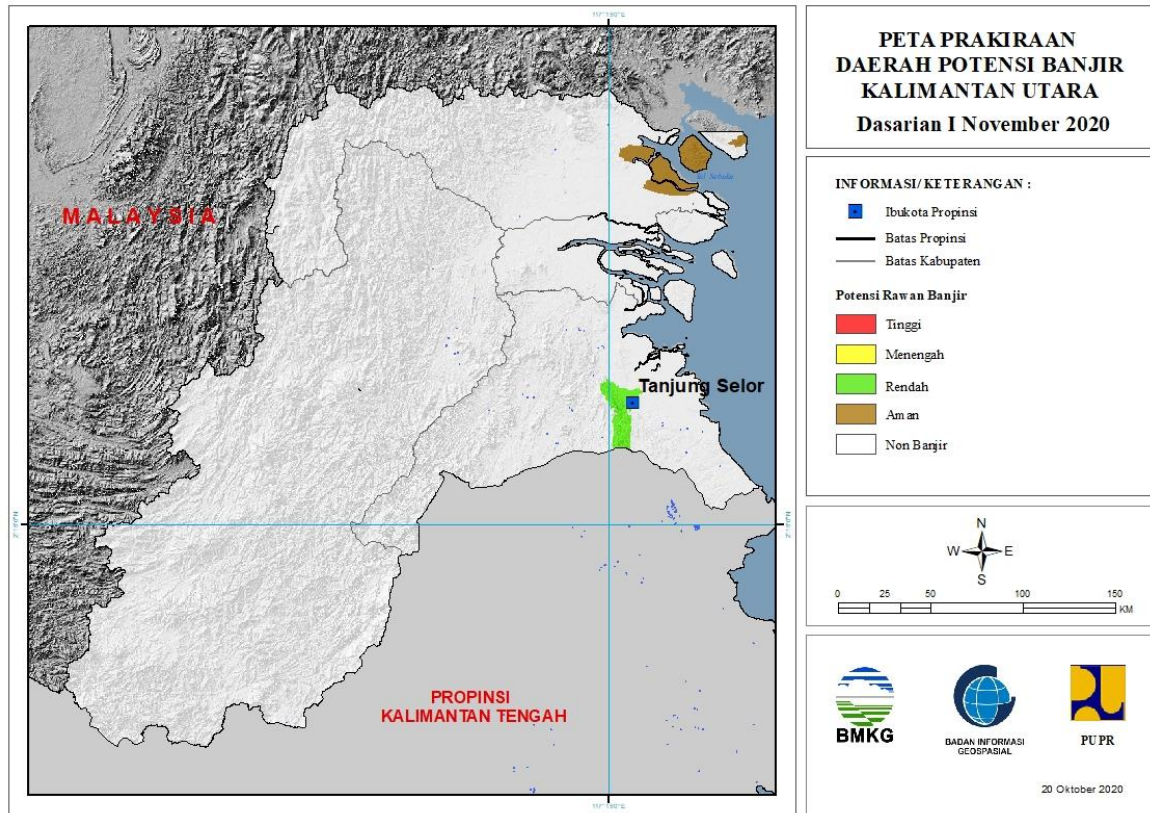 PETA PRAKIRAAN
DAERAH POTENSI BANJIR
KALIMANTAN UTARA
Dasarian I November 2020
MALAYSIA
Tanjung Selor
PROPINSI
KALIMANTAN TENGAH
INFORMASI/ KETERANGAN :
Ibukota Propinsi
Batas Propinsi
Batas Kabupaten
Potensi Rawan Banjir
Tinggi
Menengah
Rendah
Aman
Non Banjir
N
W E
S
0 25 50 100 150
KM
BMKG
BADAN INFORMASI
GEOSPASIAL
PUPR
20 Oktober 2020